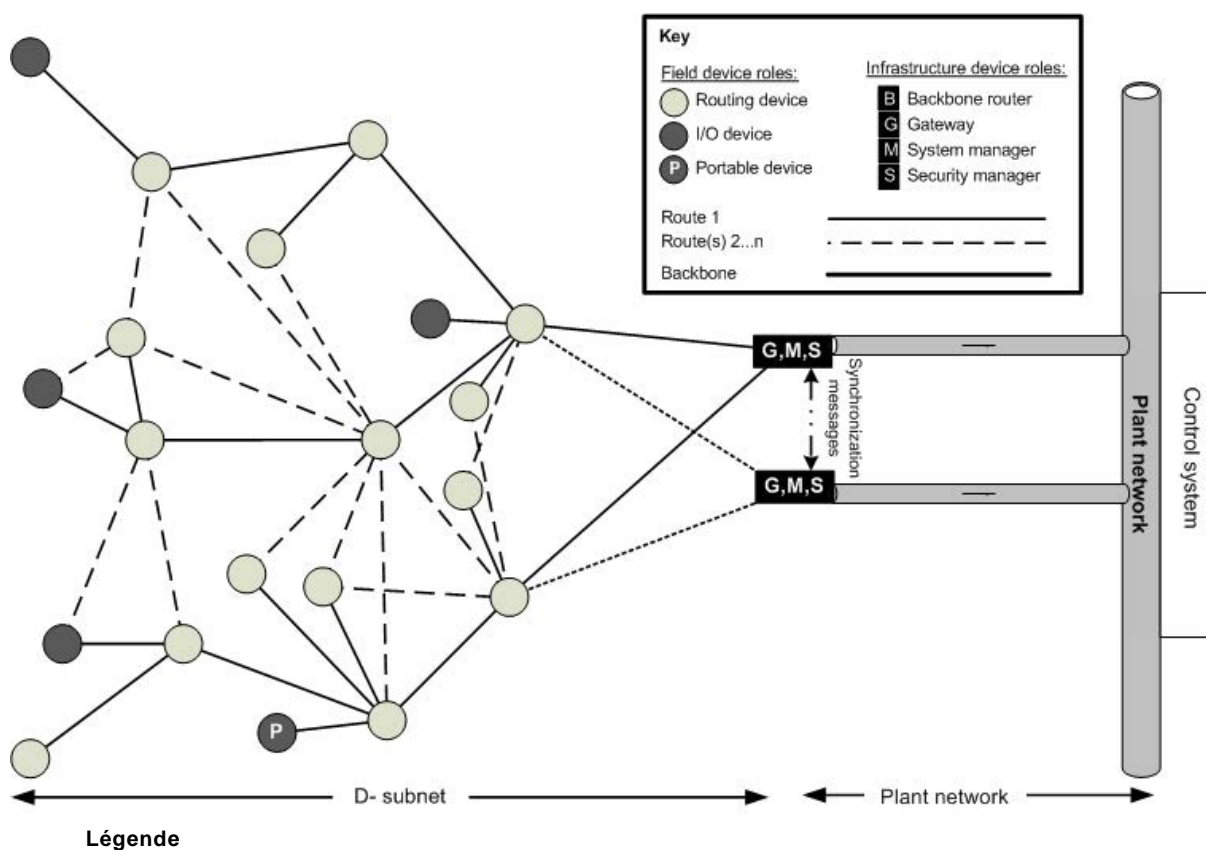 Key
Field device roles:
Routing device
I/O device
P Portable device
Infrastructure device roles:
B Backbone router
G Gateway
M System manager
S Security manager
Route 1
Route(s) 2...n
Backbone
G,M,S
Synchronization
messages
G,M,S
Plant network
Control system
P
D- subnet
Plant network
Légende